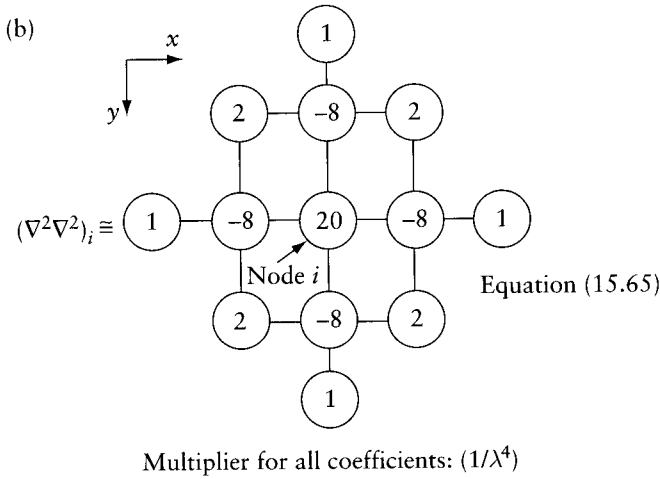 (b)
1
x
y
2 -8 2
(∇²∇²)ᵢ ≅ 1 -8 20 -8 1
Node i
Equation (15.65)
2 -8 2
1
Multiplier for all coefficients: (1/λ⁴)